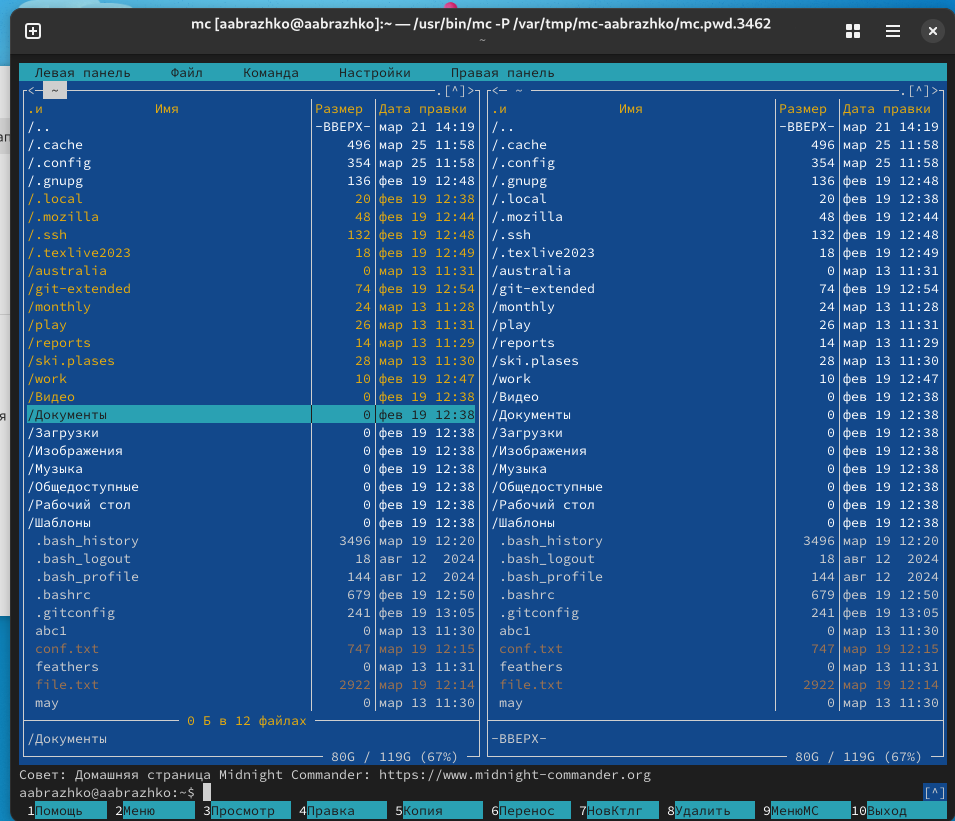 mc [aabrazhko@aabrazhko]:~ — /usr/bin/mc -P /var/tmp/mc-aabrazhko/mc.pwd.3462
~
Левая панель Файл Команда Настройки Правая панель
<─ ~ .[^]> <─ ~ .[^]>
.и Имя Размер Дата правки .и Имя Размер Дата правки
/.. -ВВЕРХ- мар 21 14:19 /.. -ВВЕРХ- мар 21 14:19
/.cache 496 мар 25 11:58 /.cache 496 мар 25 11:58
/.config 354 мар 25 11:58 /.config 354 мар 25 11:58
/.gnupg 136 фев 19 12:48 /.gnupg 136 фев 19 12:48
/.local 20 фев 19 12:38 /.local 20 фев 19 12:38
/.mozilla 48 фев 19 12:44 /.mozilla 48 фев 19 12:44
/.ssh 132 фев 19 12:48 /.ssh 132 фев 19 12:48
/.texlive2023 18 фев 19 12:49 /.texlive2023 18 фев 19 12:49
/australia 0 мар 13 11:31 /australia 0 мар 13 11:31
/git-extended 74 фев 19 12:54 /git-extended 74 фев 19 12:54
/monthly 24 мар 13 11:28 /monthly 24 мар 13 11:28
/play 26 мар 13 11:31 /play 26 мар 13 11:31
/reports 14 мар 13 11:29 /reports 14 мар 13 11:29
/ski.plases 28 мар 13 11:30 /ski.plases 28 мар 13 11:30
/work 10 фев 19 12:47 /work 10 фев 19 12:47
/Видео 0 фев 19 12:38 /Видео 0 фев 19 12:38
/Документы 0 фев 19 12:38 /Документы 0 фев 19 12:38
/Загрузки 0 фев 19 12:38 /Загрузки 0 фев 19 12:38
/Изображения 0 фев 19 12:38 /Изображения 0 фев 19 12:38
/Музыка 0 фев 19 12:38 /Музыка 0 фев 19 12:38
/Общедоступные 0 фев 19 12:38 /Общедоступные 0 фев 19 12:38
/Рабочий стол 0 фев 19 12:38 /Рабочий стол 0 фев 19 12:38
/Шаблоны 0 фев 19 12:38 /Шаблоны 0 фев 19 12:38
.bash_history 3496 мар 19 12:20 .bash_history 3496 мар 19 12:20
.bash_logout 18 авг 12 2024 .bash_logout 18 авг 12 2024
.bash_profile 144 авг 12 2024 .bash_profile 144 авг 12 2024
.bashrc 679 фев 19 12:50 .bashrc 679 фев 19 12:50
.gitconfig 241 фев 19 13:05 .gitconfig 241 фев 19 13:05
abc1 0 мар 13 11:30 abc1 0 мар 13 11:30
conf.txt 747 мар 19 12:15 conf.txt 747 мар 19 12:15
feathers 0 мар 13 11:31 feathers 0 мар 13 11:31
file.txt 2922 мар 19 12:14 file.txt 2922 мар 19 12:14
may 0 мар 13 11:30 may 0 мар 13 11:30
0 Б в 12 файлах
/Документы -ВВЕРХ-
80G / 119G (67%) 80G / 119G (67%)
Совет: Домашняя страница Midnight Commander: https://www.midnight-commander.org
aabrazhko@aabrazhko:~$ [^]
1Помощь 2Меню 3Просмотр 4Правка 5Копия 6Перенос 7НовКтлг 8Удалить 9МенюMC 10Выход